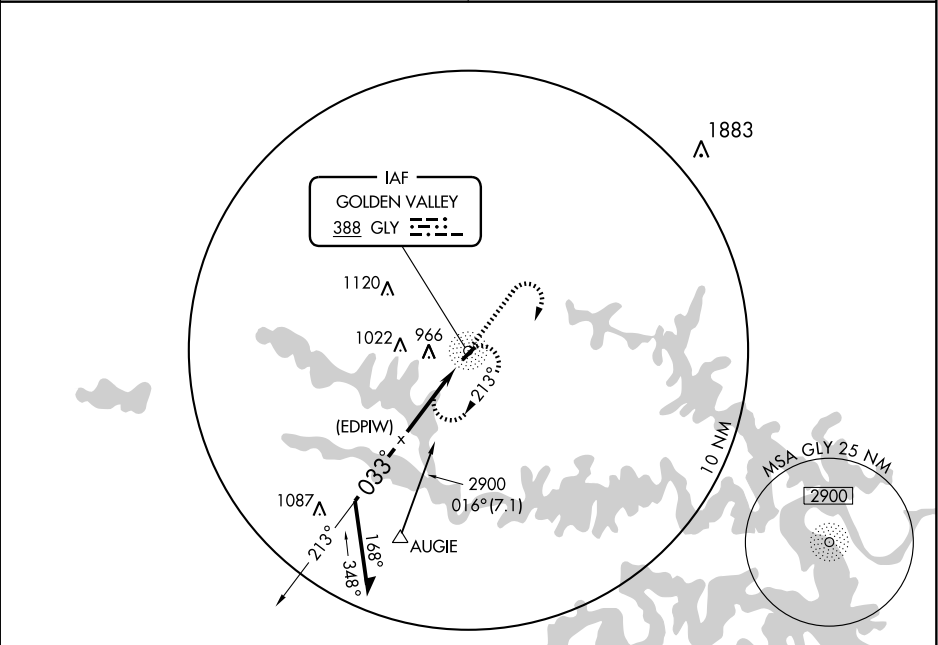 1883
IAF
GOLDEN VALLEY
388 GLY
1120
1022
966
213°
(EDPIW)
10 NM
MSA GLY 25 NM
033°
2900
016° (7.1)
2900
1087
213°
168°
348°
AUGIE